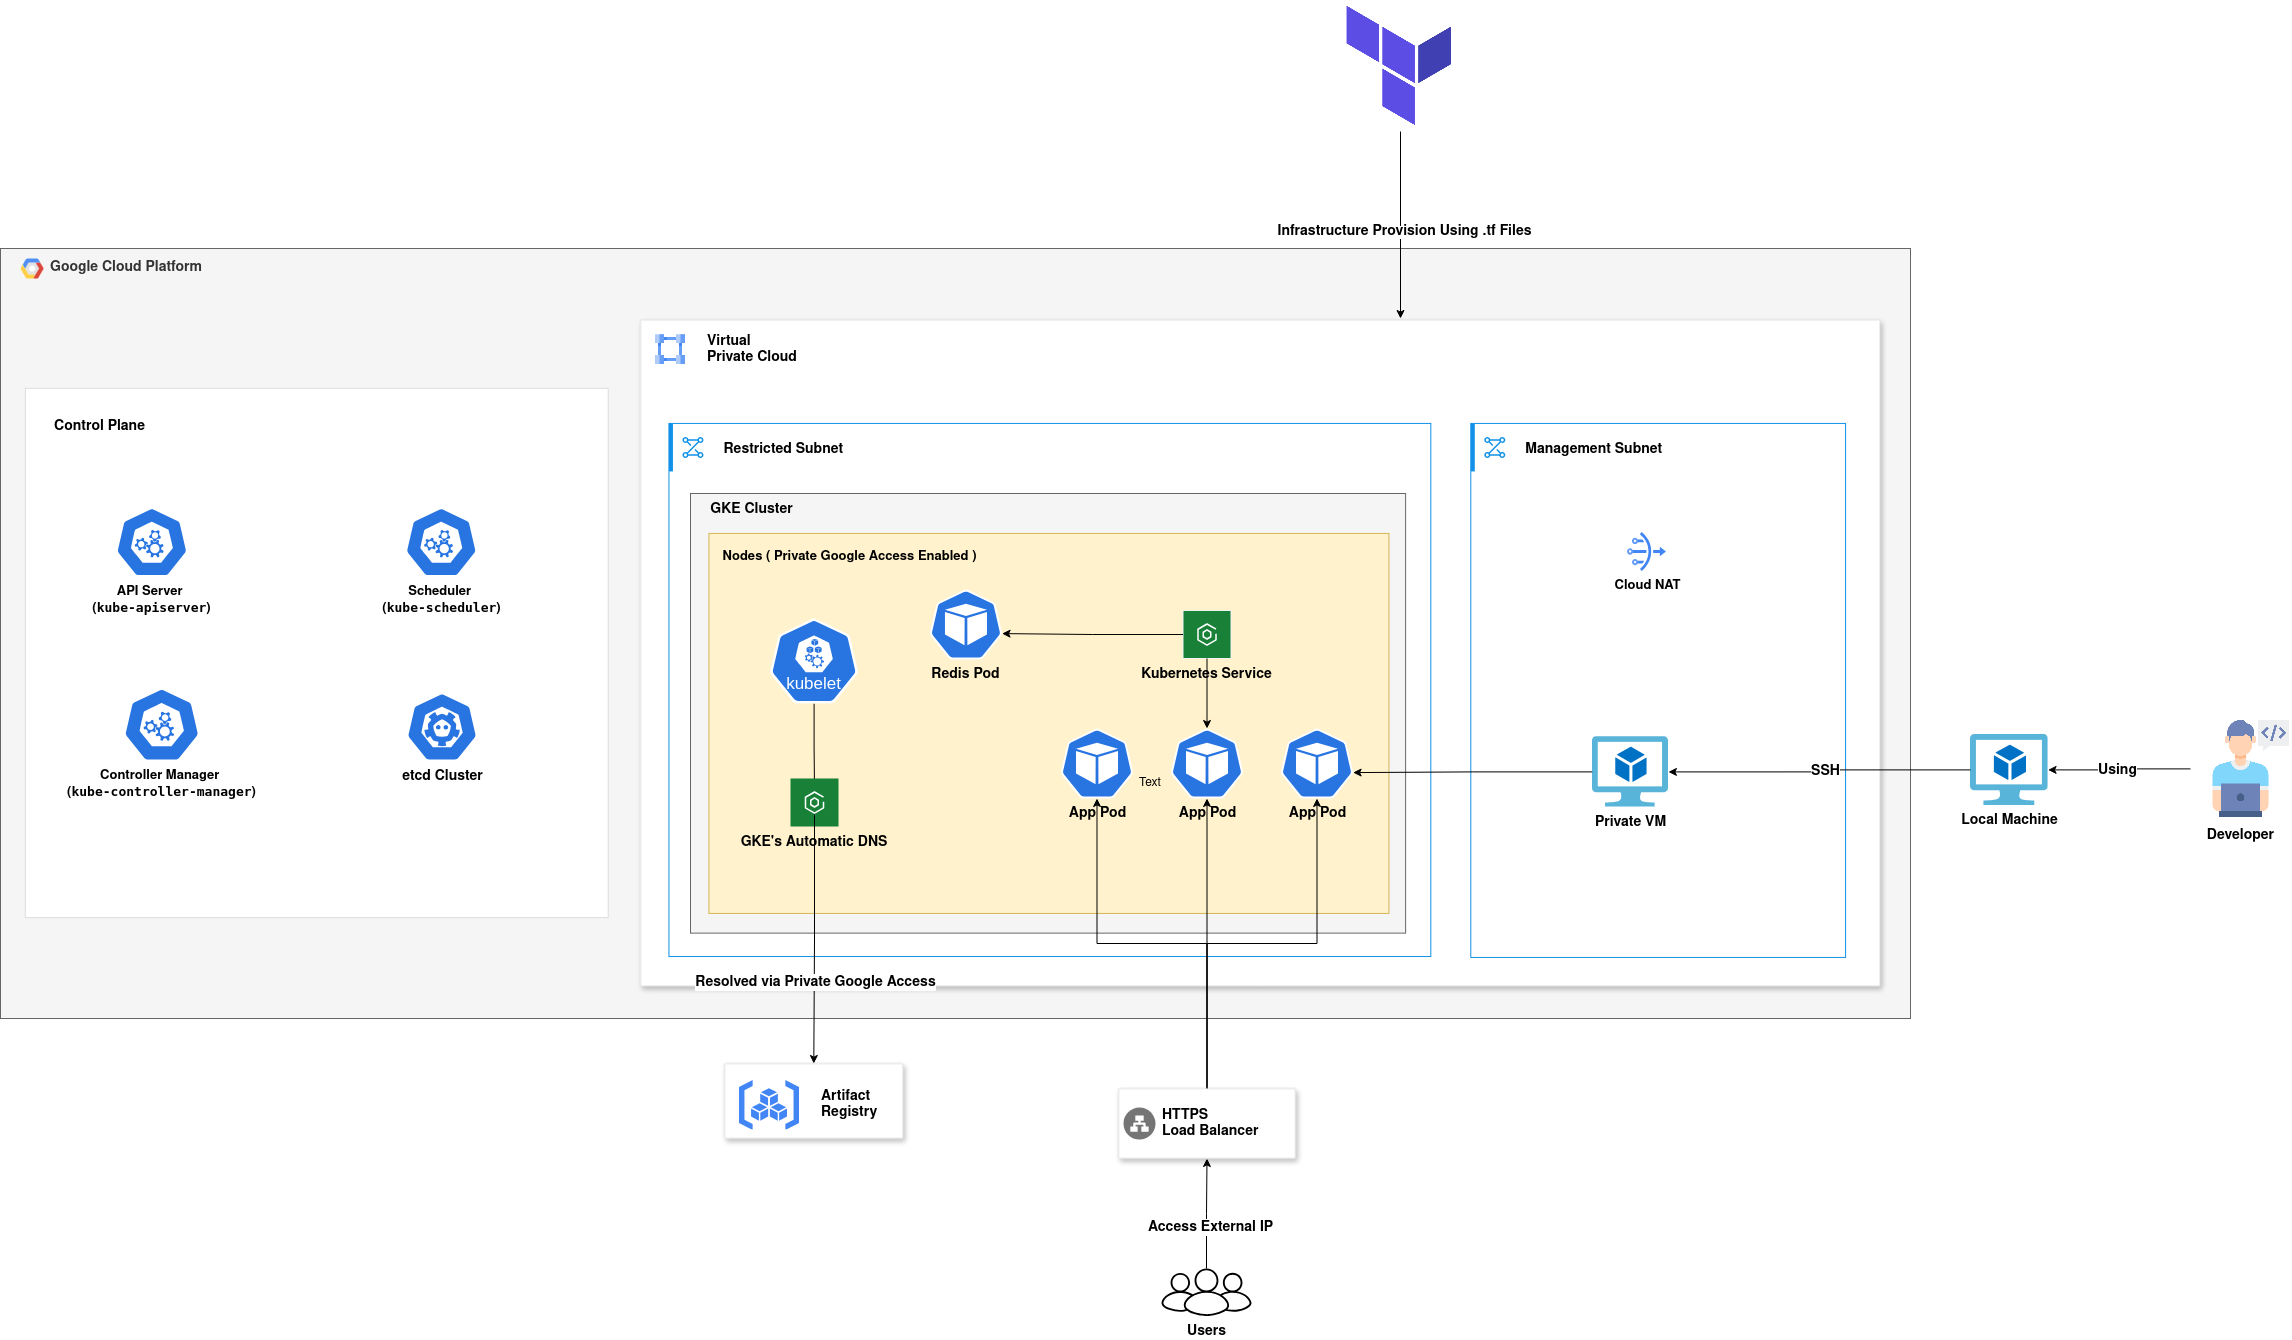 Infrastructure Provision Using .tf Files
Google Cloud Platform
Virtual
Private Cloud
Control Plane
API Server
(kube-apiserver)
Scheduler
(kube-scheduler)
Controller Manager
(kube-controller-manager)
etcd Cluster
Restricted Subnet
GKE Cluster
Nodes ( Private Google Access Enabled )
kubelet
Redis Pod
Kubernetes Service
GKE's Automatic DNS
App Pod
Text
App Pod
App Pod
Management Subnet
Cloud NAT
Private VM
SSH
Local Machine
Using
</>
Developer
Resolved via Private Google Access
Artifact
Registry
HTTPS
Load Balancer
Access External IP
Users